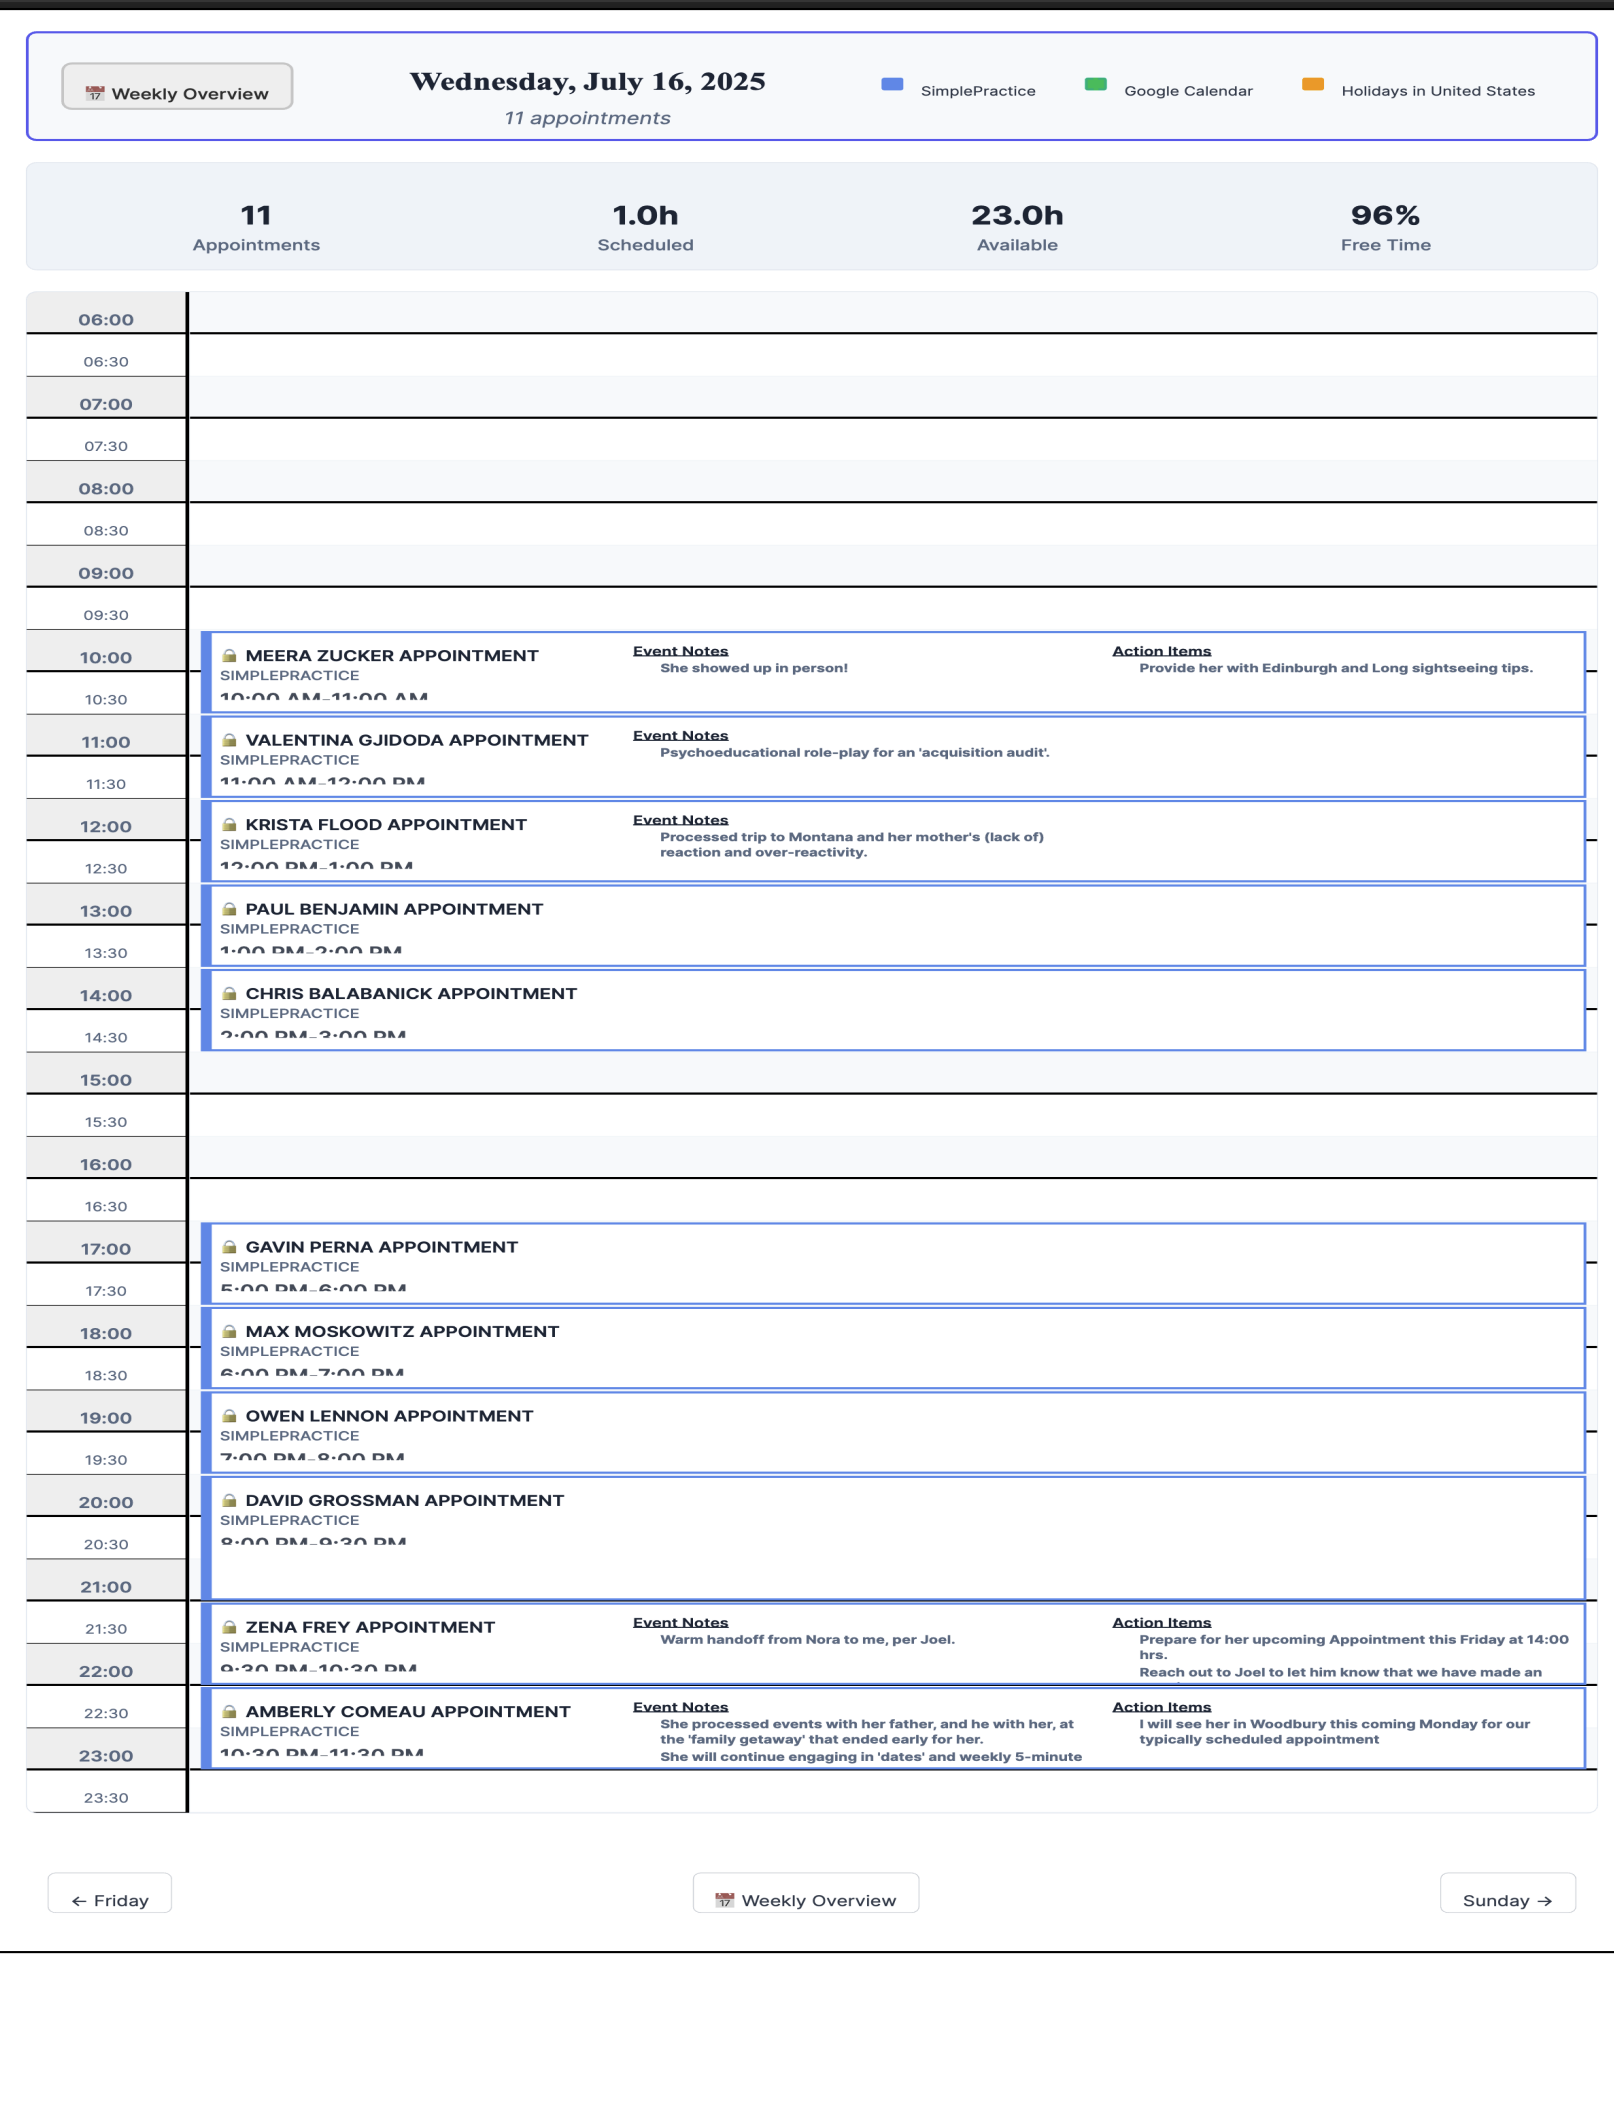 Weekly Overview
Wednesday, July 16, 2025
11 appointments
SimplePractice
Google Calendar
Holidays in United States
11
Appointments
1.0h
Scheduled
23.0h
Available
96%
Free Time
06:00
06:30
07:00
07:30
08:00
08:30
09:00
09:30
10:00
MEERA ZUCKER APPOINTMENT
SIMPLEPRACTICE
10:00 AM-11:00 AM
Event Notes
She showed up in person!
Action Items
Provide her with Edinburgh and Long sightseeing tips.
10:30
11:00
VALENTINA GJIDODA APPOINTMENT
SIMPLEPRACTICE
11:00 AM-12:00 PM
Event Notes
Psychoeducational role-play for an 'acquisition audit'.
11:30
12:00
KRISTA FLOOD APPOINTMENT
SIMPLEPRACTICE
12:00 PM-1:00 PM
Event Notes
Processed trip to Montana and her mother's (lack of)
reaction and over-reactivity.
12:30
13:00
PAUL BENJAMIN APPOINTMENT
SIMPLEPRACTICE
1:00 PM-2:00 PM
13:30
14:00
CHRIS BALABANICK APPOINTMENT
SIMPLEPRACTICE
2:00 PM-3:00 PM
14:30
15:00
15:30
16:00
16:30
17:00
GAVIN PERNA APPOINTMENT
SIMPLEPRACTICE
5:00 PM-6:00 PM
17:30
18:00
MAX MOSKOWITZ APPOINTMENT
SIMPLEPRACTICE
6:00 PM-7:00 PM
18:30
19:00
OWEN LENNON APPOINTMENT
SIMPLEPRACTICE
7:00 PM-8:00 PM
19:30
20:00
DAVID GROSSMAN APPOINTMENT
SIMPLEPRACTICE
8:00 PM-9:30 PM
20:30
21:00
21:30
ZENA FREY APPOINTMENT
SIMPLEPRACTICE
9:30 PM-10:30 PM
Event Notes
Warm handoff from Nora to me, per Joel.
Action Items
Prepare for her upcoming Appointment this Friday at 14:00
hrs.
Reach out to Joel to let him know that we have made an
22:00
22:30
AMBERLY COMEAU APPOINTMENT
SIMPLEPRACTICE
10:30 PM-11:30 PM
Event Notes
She processed events with her father, and he with her, at
the 'family getaway' that ended early for her.
She will continue engaging in 'dates' and weekly 5-minute
Action Items
I will see her in Woodbury this coming Monday for our
typically scheduled appointment
23:00
23:30
← Friday
Weekly Overview
Sunday →